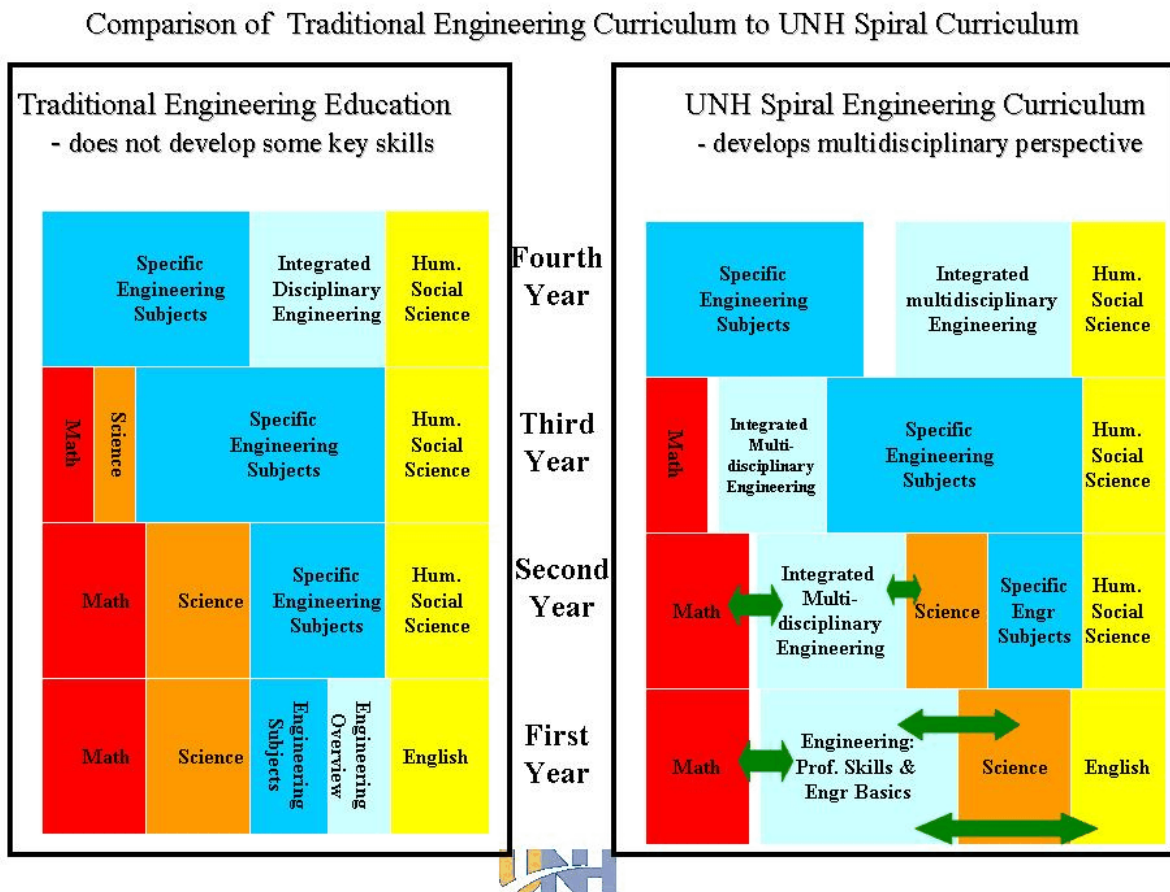 Comparison of Traditional Engineering Curriculum to UNH Spiral Curriculum
Traditional Engineering Education
- does not develop some key skills
Specific
Engineering
Subjects
Integrated
Disciplinary
Engineering
Hum.
Social
Science
Math
Science
Specific
Engineering
Subjects
Hum.
Social
Science
Math
Science
Specific
Engineering
Subjects
Hum.
Social
Science
Math
Science
Engineering
Subjects
Engineering
Overview
English
Fourth
Year
Third
Year
Second
Year
First
Year
UNH Spiral Engineering Curriculum
- develops multidisciplinary perspective
Specific
Engineering
Subjects
Integrated
multidisciplinary
Engineering
Hum.
Social
Science
Math
Integrated
Multi-
disciplinary
Engineering
Specific
Engineering
Subjects
Hum.
Social
Science
Math
Integrated
Multi-
disciplinary
Engineering
Science
Specific
Engr
Subjects
Hum.
Social
Science
Math
Engineering:
Prof. Skills &
Engr Basics
Science
English
UNH